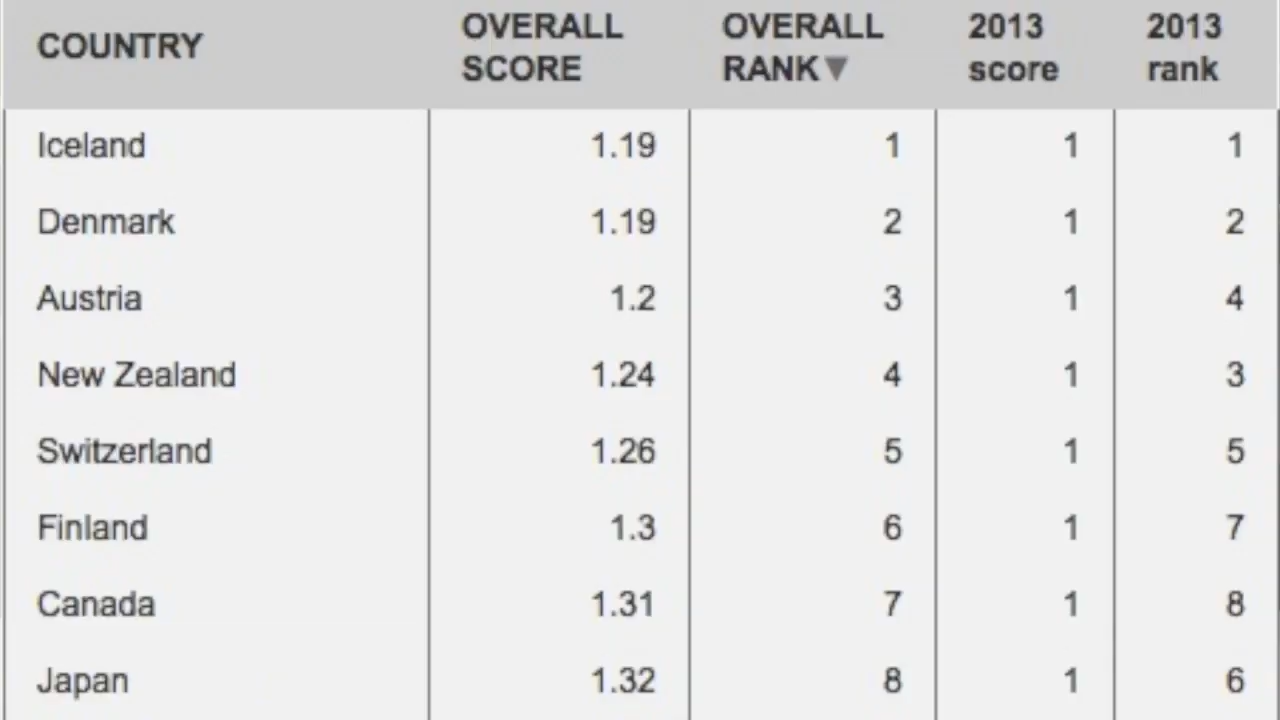 COUNTRY OVERALL SCORE OVERALL RANK▼ 2013 score 2013 rank
Iceland 1.19 1 1 1
Denmark 1.19 2 1 2
Austria 1.2 3 1 4
New Zealand 1.24 4 1 3
Switzerland 1.26 5 1 5
Finland 1.3 6 1 7
Canada 1.31 7 1 8
Japan 1.32 8 1 6